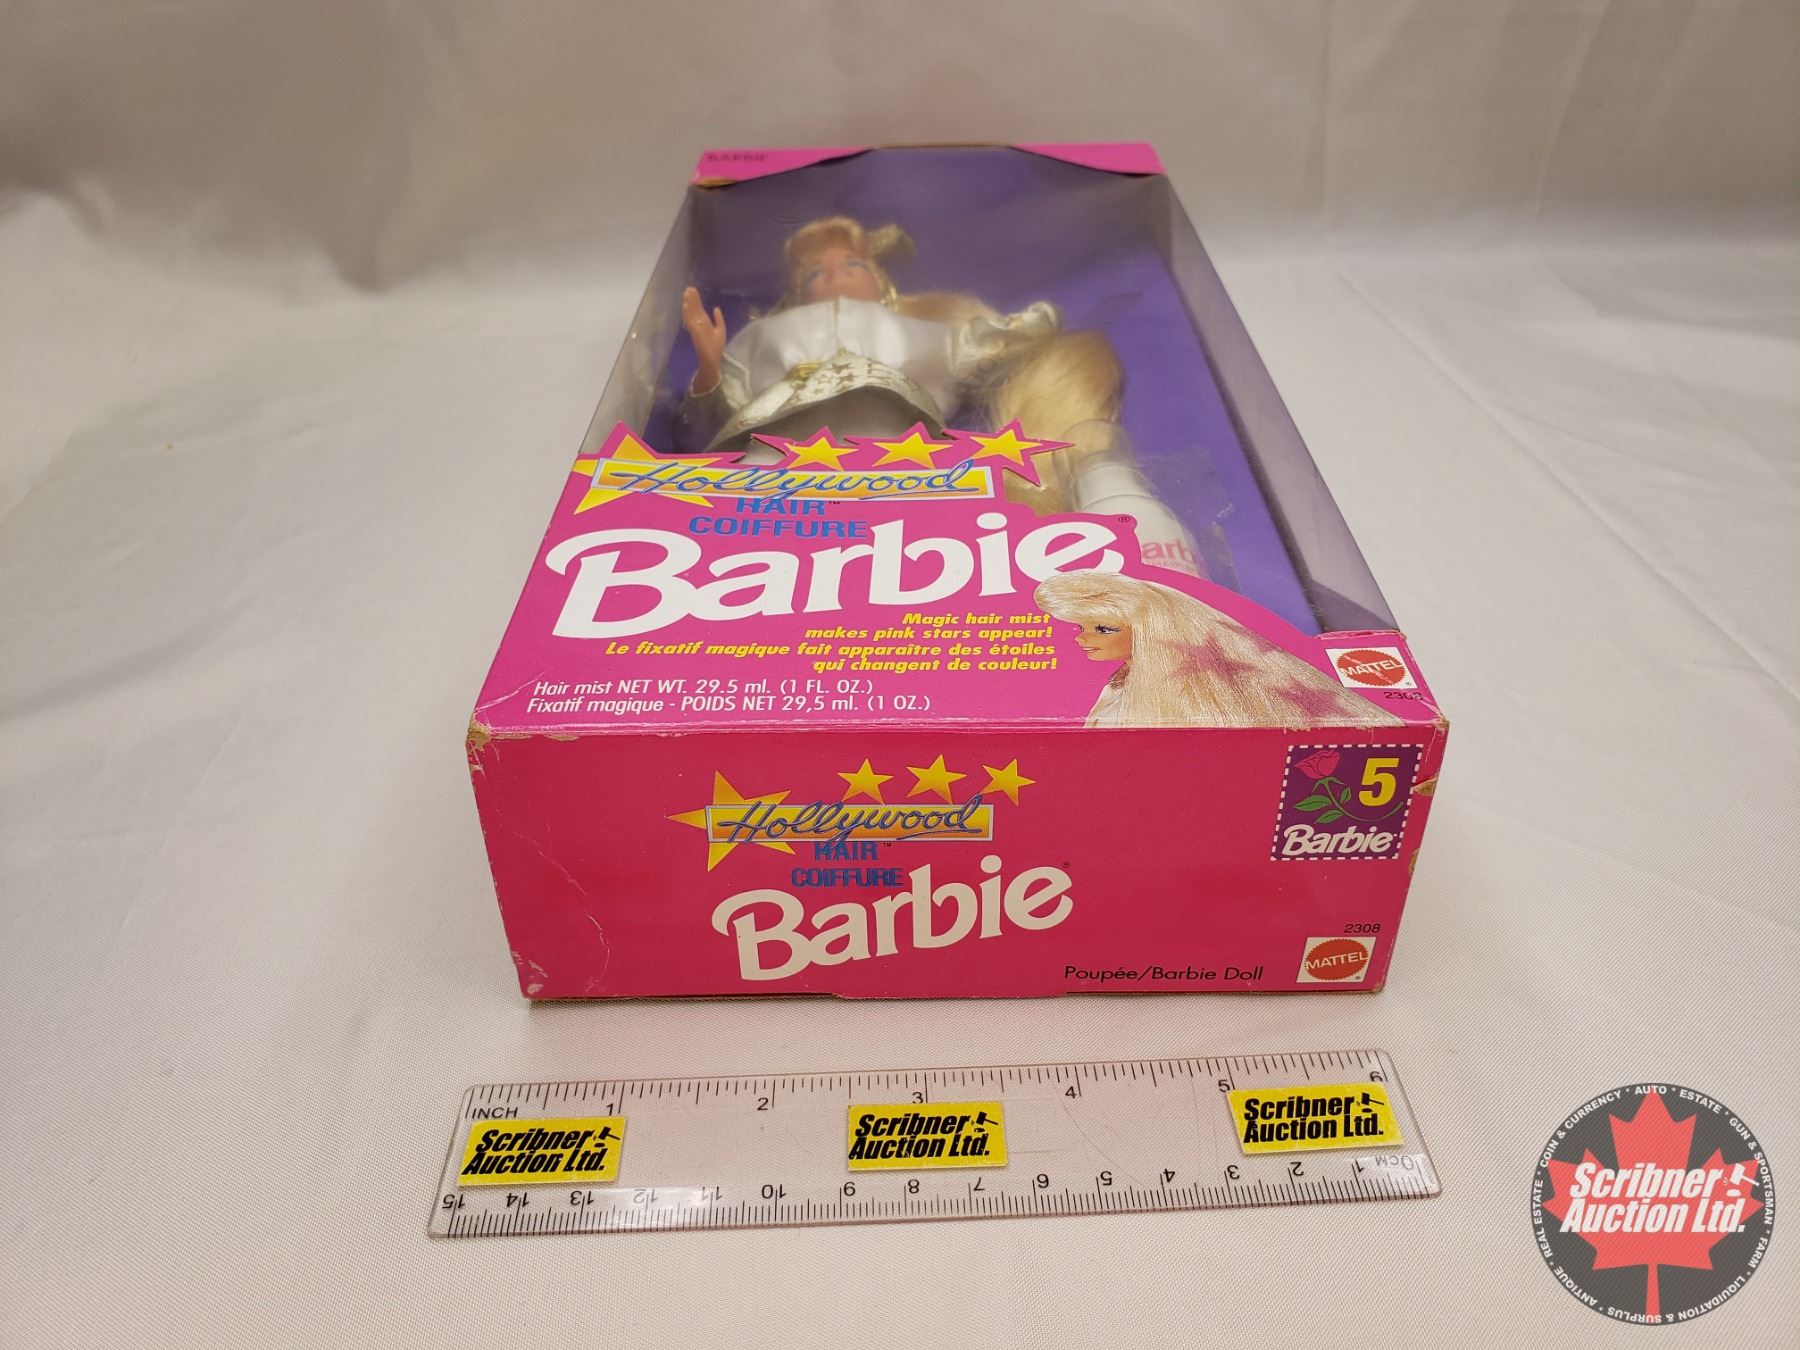 BARBIE
Hollywood
HAIR™
COIFFURE
Barbie®
arb
Magic hair mist
makes pink stars appear!
Le fixatif magique fait apparaître des étoiles
qui changent de couleur!
Hair mist NET WT. 29.5 ml. (1 FL. OZ.)
Fixatif magique - POIDS NET 29,5 ml. (1 OZ.)
MATTEL
2308
Hollywood
HAIR™
COIFFURE
Barbie®
5
Barbie
2308
MATTEL
Poupée/Barbie Doll
INCH 1 2 3 4 5 6
Scribner
Auction Ltd.
Scribner
Auction Ltd.
Scribner
Auction Ltd.
15 14 13 12 11 10 9 8 7 6 5 4 3 2 1 0CM
ANTIQUE * REAL ESTATE * COIN & CURRENCY * AUTO * ESTATE * GUN & SPORTSMAN * FARM * LIQUIDATION & SURPLUS *
Scribner
Auction Ltd.